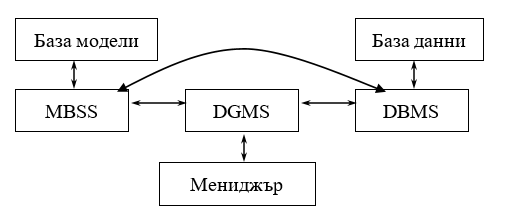 База модели
База данни
MBSS
DGMS
DBMS
Мениджър